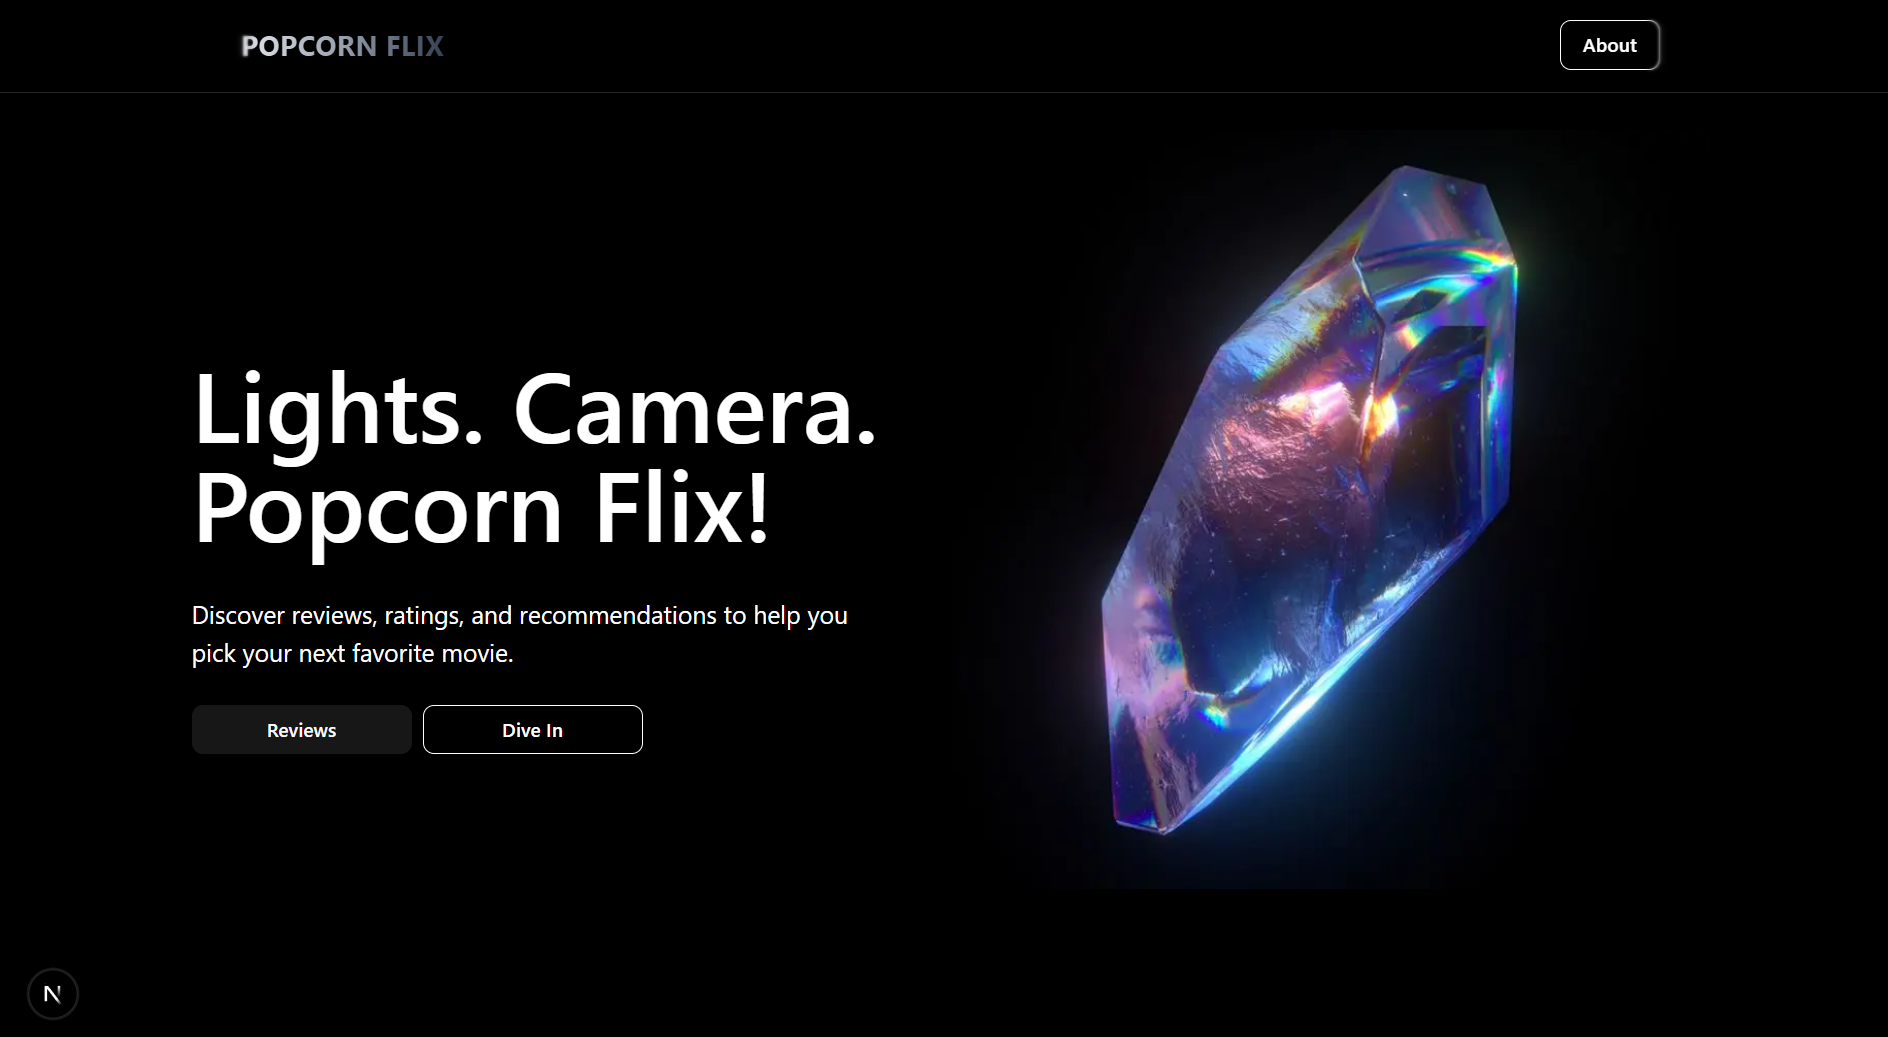 POPCORN FLIX
About
Lights. Camera.
Popcorn Flix!
Discover reviews, ratings, and recommendations to help you
pick your next favorite movie.
Reviews
Dive In
N